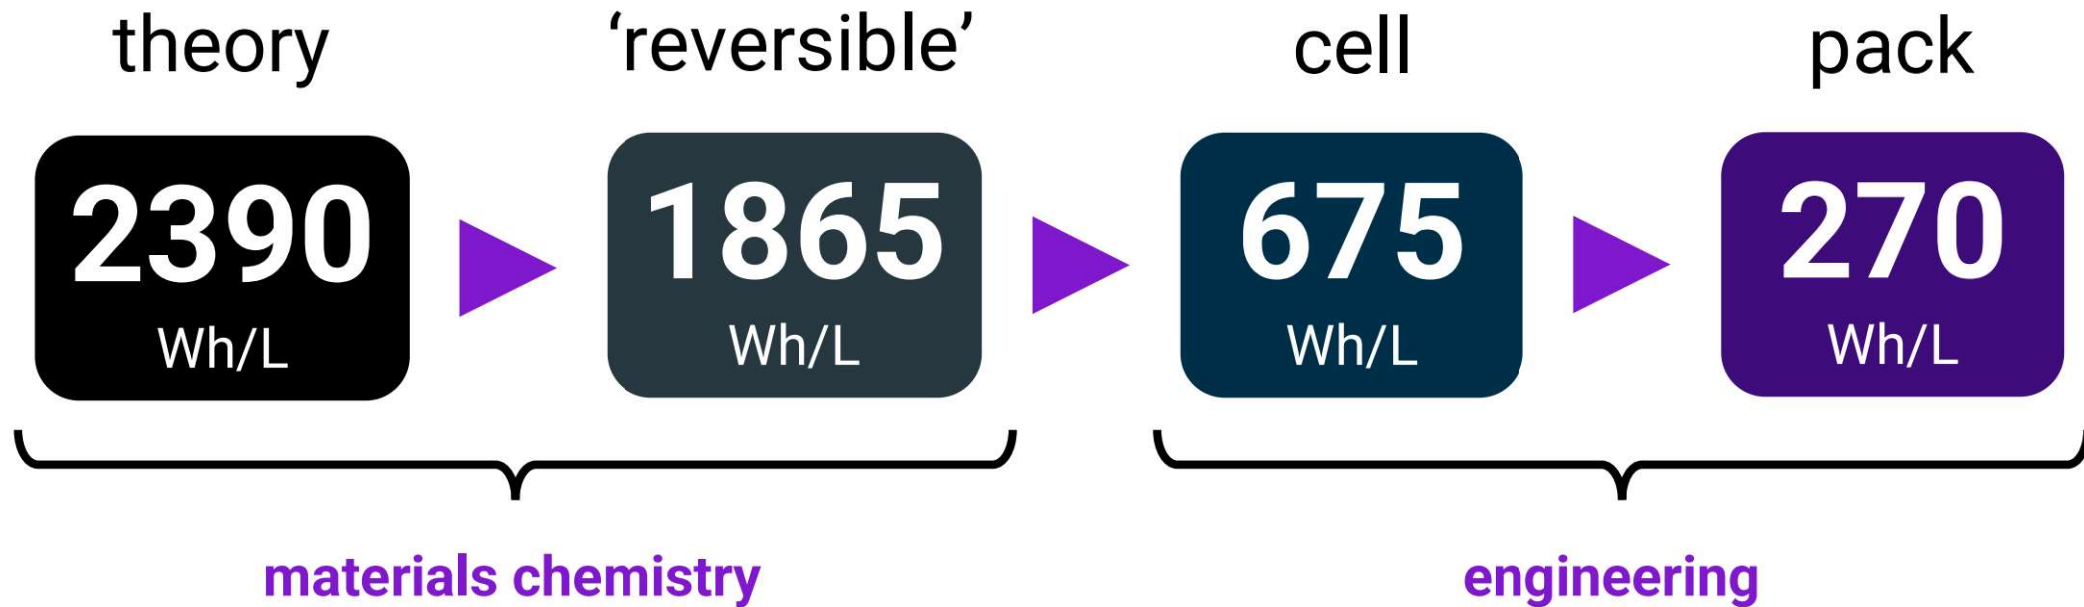 theory ‘reversible’ cell pack
2390 1865 675 270
Wh/L Wh/L Wh/L Wh/L
materials chemistry engineering